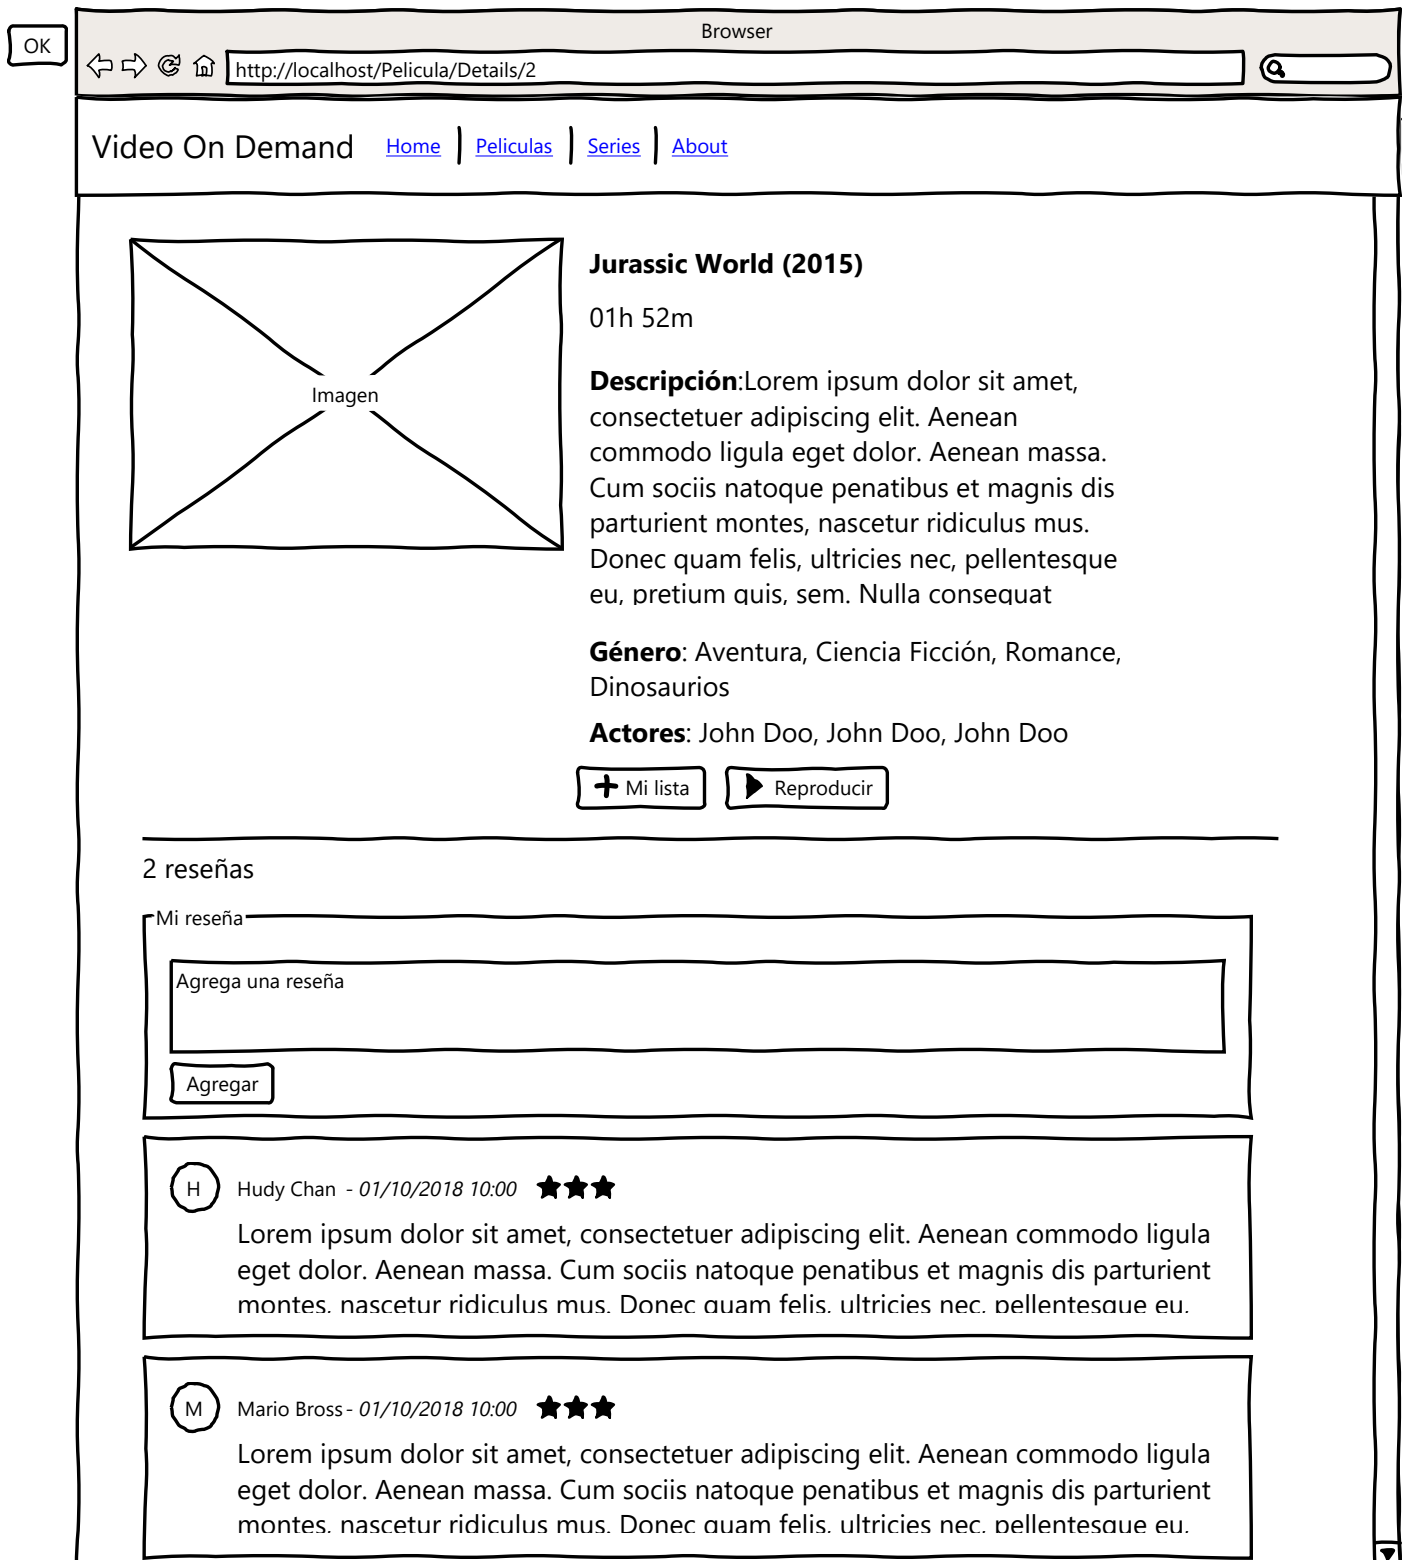 OK
Browser
http://localhost/Pelicula/Details/2
Video On Demand Home Peliculas Series About
Imagen
Jurassic World (2015)
01h 52m
Descripción:Lorem ipsum dolor sit amet,
consectetuer adipiscing elit. Aenean
commodo ligula eget dolor. Aenean massa.
Cum sociis natoque penatibus et magnis dis
parturient montes, nascetur ridiculus mus.
Donec quam felis, ultricies nec, pellentesque
eu, pretium quis, sem. Nulla consequat
Género: Aventura, Ciencia Ficción, Romance,
Dinosaurios
Actores: John Doo, John Doo, John Doo
Mi lista Reproducir
2 reseñas
Mi reseña
Agrega una reseña
Agregar
H Hudy Chan - 01/10/2018 10:00
Lorem ipsum dolor sit amet, consectetuer adipiscing elit. Aenean commodo ligula
eget dolor. Aenean massa. Cum sociis natoque penatibus et magnis dis parturient
montes, nascetur ridiculus mus. Donec quam felis, ultricies nec, pellentesque eu,
M Mario Bross - 01/10/2018 10:00
Lorem ipsum dolor sit amet, consectetuer adipiscing elit. Aenean commodo ligula
eget dolor. Aenean massa. Cum sociis natoque penatibus et magnis dis parturient
montes, nascetur ridiculus mus. Donec quam felis, ultricies nec, pellentesque eu,